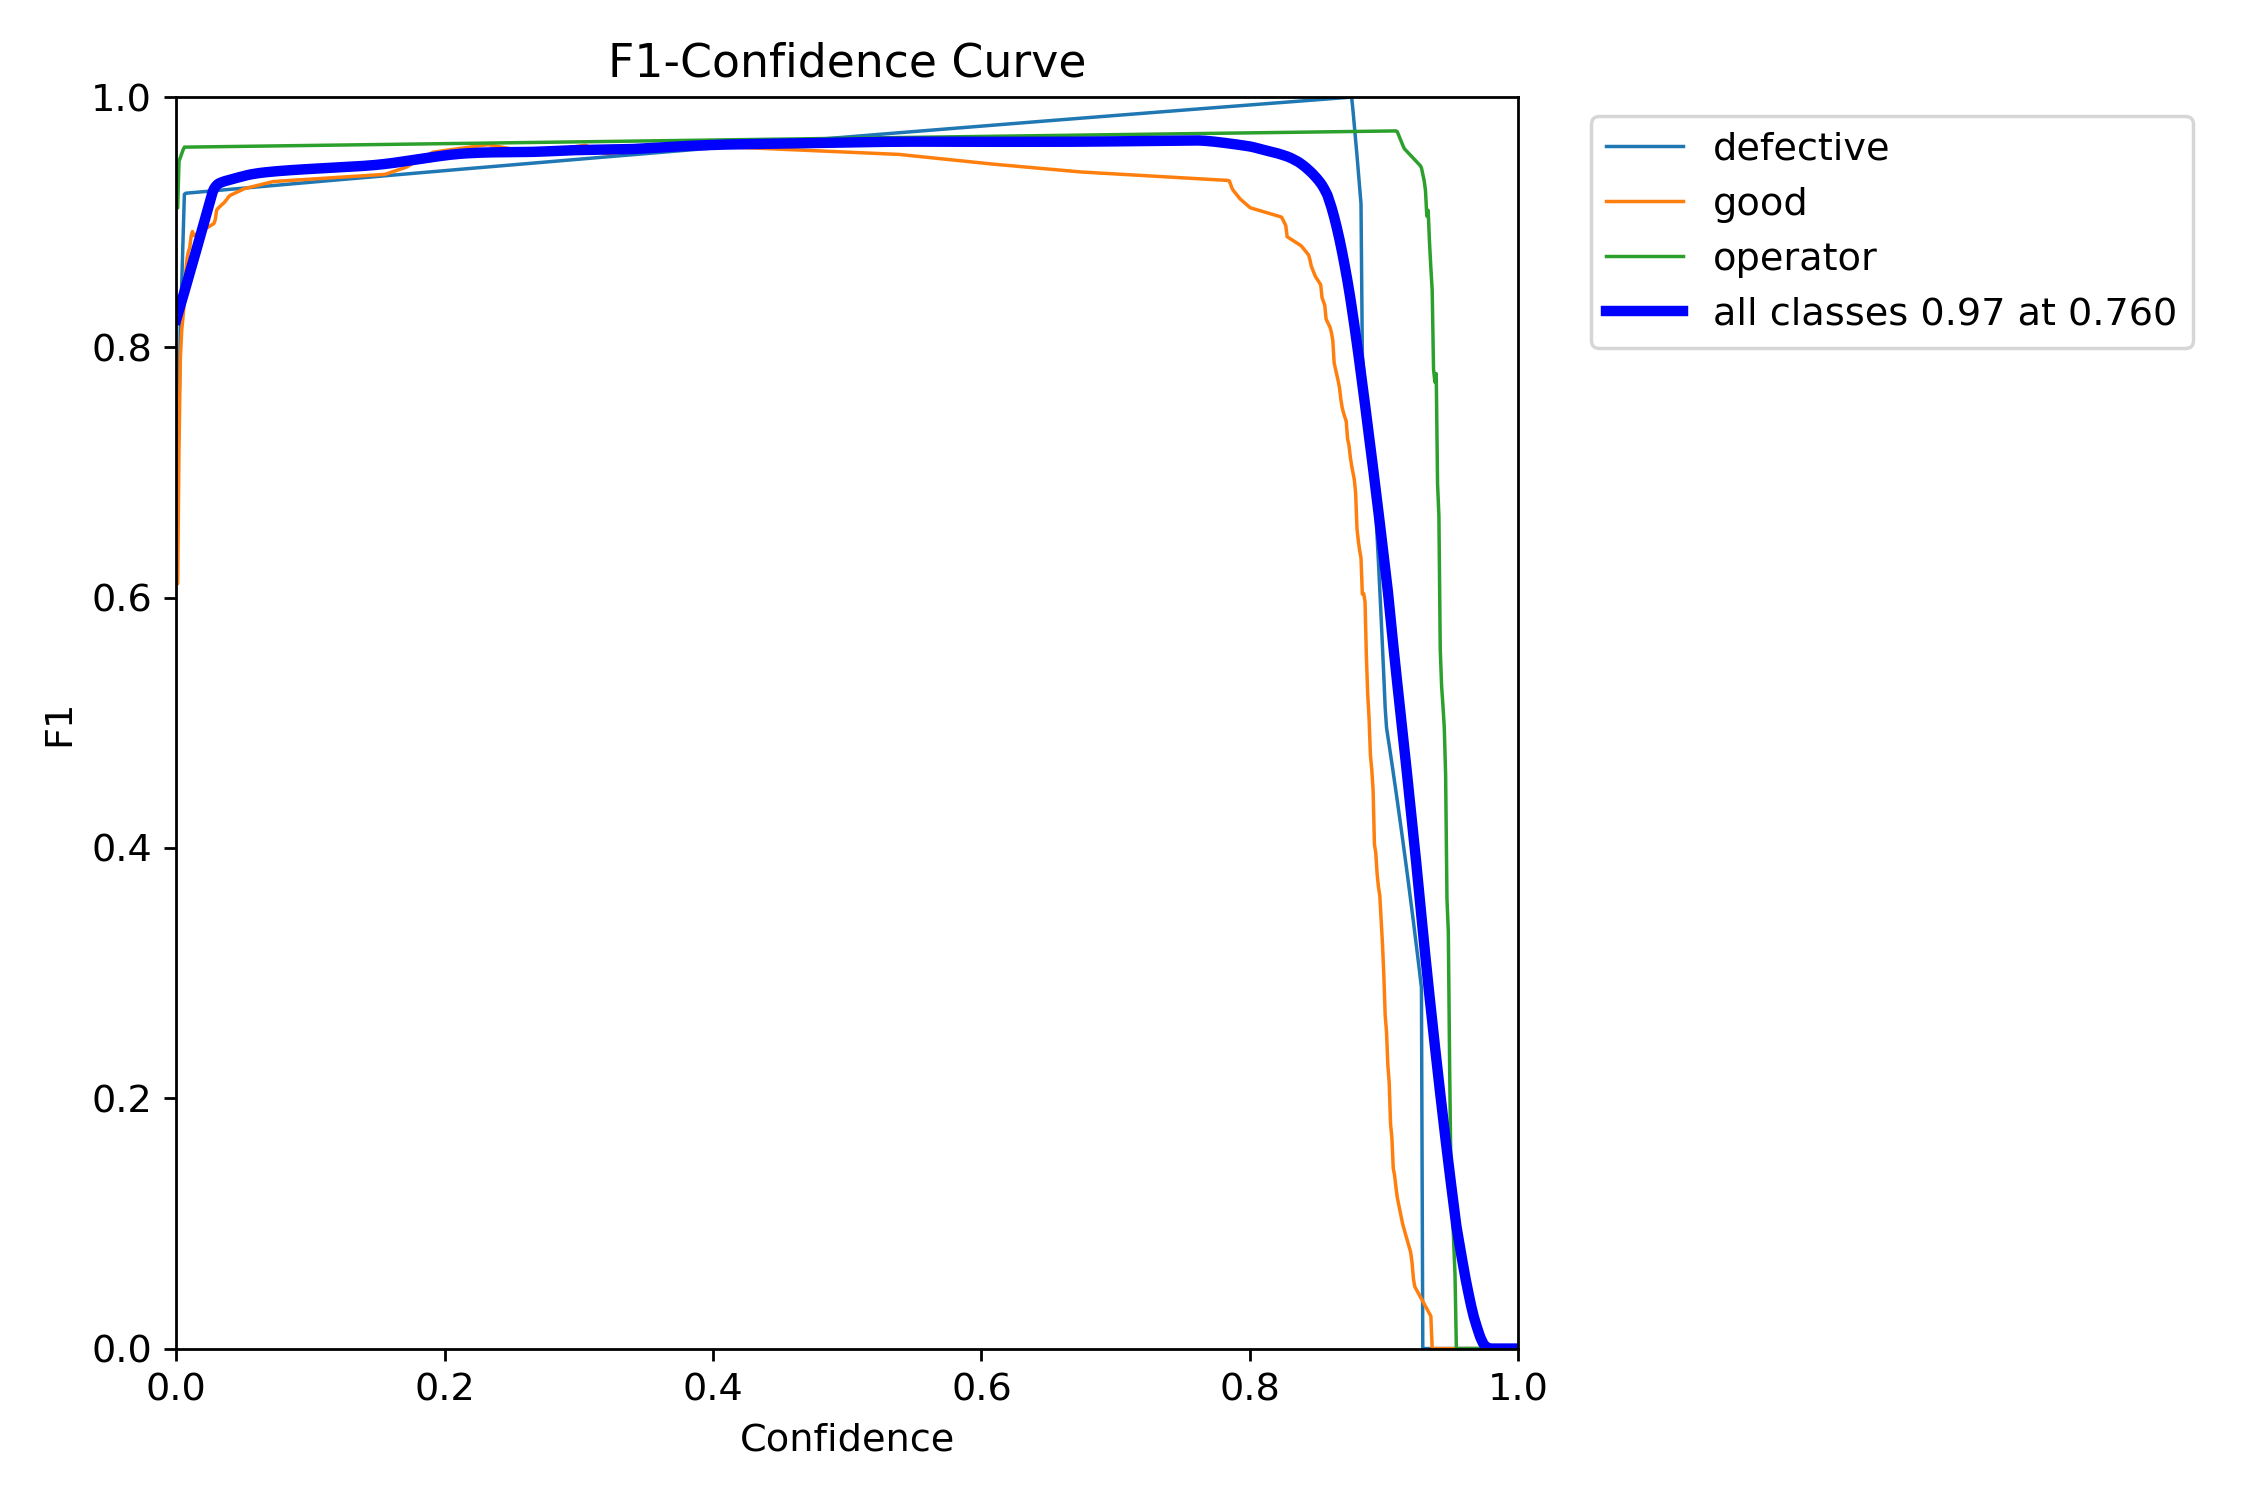 F1-Confidence Curve
1.0
0.8
0.6
0.4
0.2
0.0
F1
0.0 0.2 0.4 0.6 0.8 1.0
Confidence
defective
good
operator
all classes 0.97 at 0.760